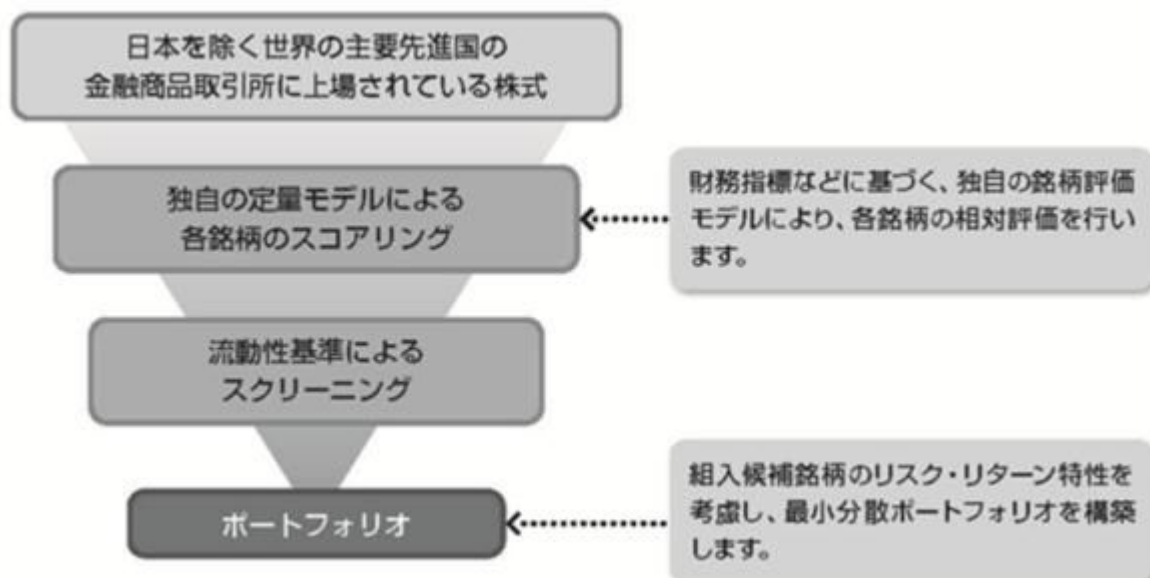 日本を除く世界の主要先進国の
金融商品取引所に上場されている株式
独自の定量モデルによる
各銘柄のスコアリング
財務指標などに基づく、独自の銘柄評価
モデルにより、各銘柄の相対評価を行い
ます。
流動性基準による
スクリーニング
ポートフォリオ
組入候補銘柄のリスク・リターン特性を
考慮し、最小分散ポートフォリオを構築
します。